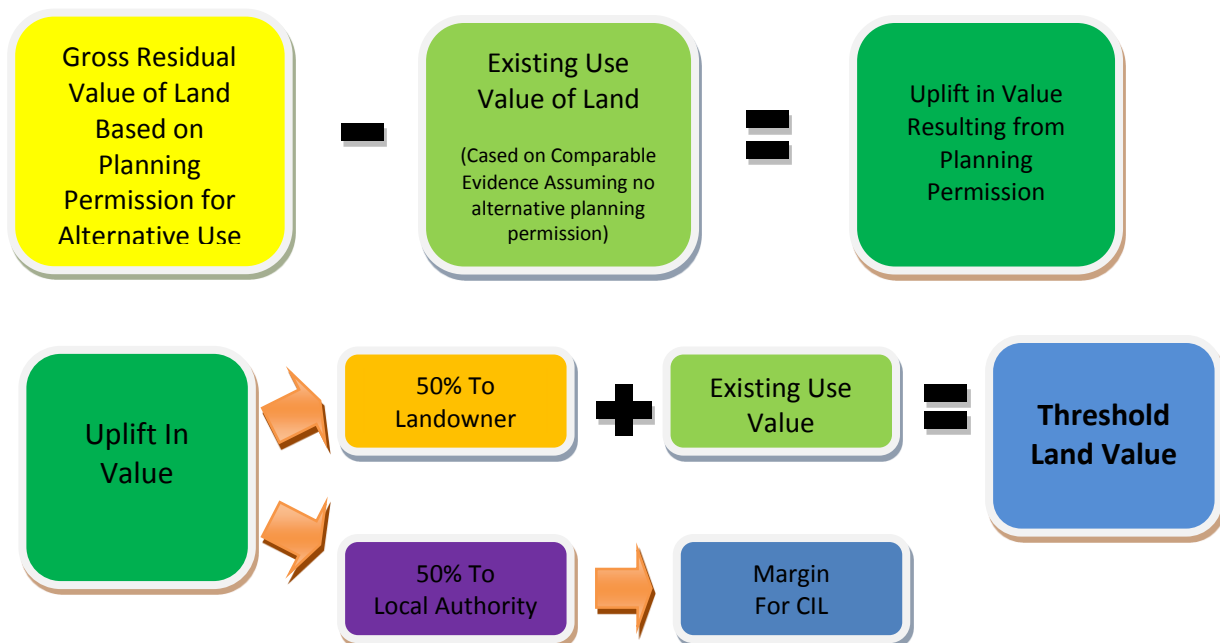 Gross Residual
Value of Land
Based on
Planning
Permission for
Alternative Use
Existing Use
Value of Land
(Cased on Comparable
Evidence Assuming no
alternative planning
permission)
Uplift in Value
Resulting from
Planning
Permission
Uplift In
Value
50% To
Landowner
Existing Use
Value
Threshold
Land Value
50% To
Local Authority
Margin
For CIL